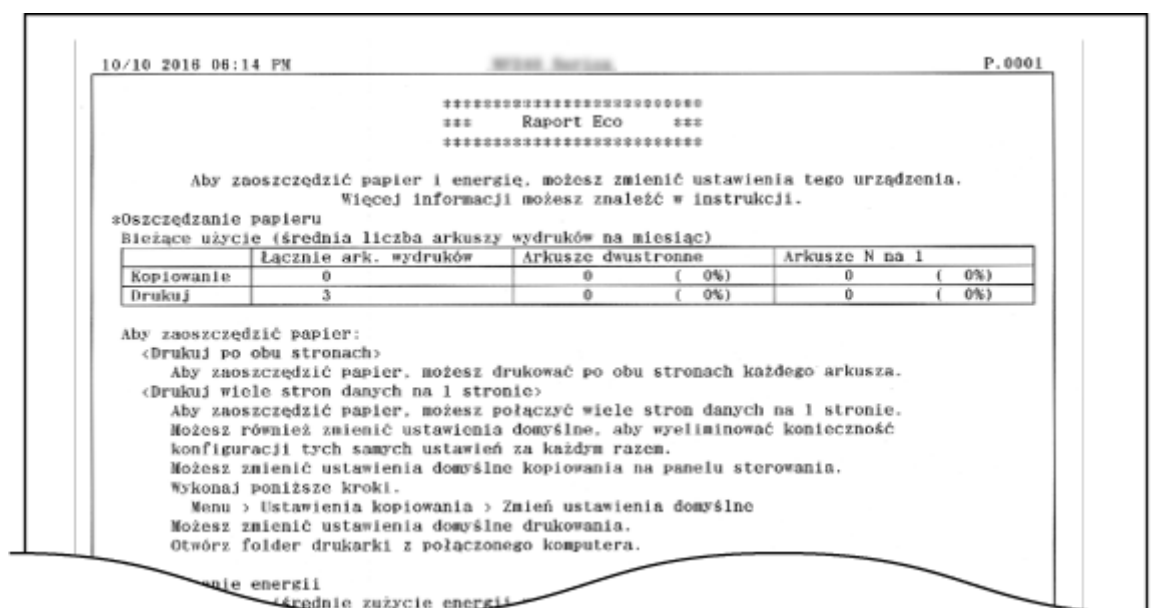 10/10 2016 06:14 PM P.0001
***************************
*** Raport Eco ***
***************************
Aby zaoszczędzić papier i energię, możesz zmienić ustawienia tego urządzenia.
Więcej informacji możesz znaleźć w instrukcji.
*Oszczędzanie papieru
Bieżące użycie (średnia liczba arkuszy wydruków na miesiąc)
Łącznie ark. wydruków Arkusze dwustronne Arkusze N na 1
Kopiowanie 0 0 ( 0%) 0 ( 0%)
Drukuj 3 0 ( 0%) 0 ( 0%)
Aby zaoszczędzić papier:
<Drukuj po obu stronach>
Aby zaoszczędzić papier, możesz drukować po obu stronach każdego arkusza.
<Drukuj wiele stron danych na 1 stronie>
Aby zaoszczędzić papier, możesz połączyć wiele stron danych na 1 stronie.
Możesz również zmienić ustawienia domyślne, aby wyeliminować konieczność
konfiguracji tych samych ustawień za każdym razem.
Możesz zmienić ustawienia domyślne kopiowania na panelu sterowania.
Wykonaj poniższe kroki.
Menu > Ustawienia kopiowania > Zmień ustawienia domyślne
Możesz zmienić ustawienia domyślne drukowania.
Otwórz folder drukarki z połączonego komputera.
energii
zużycie energii